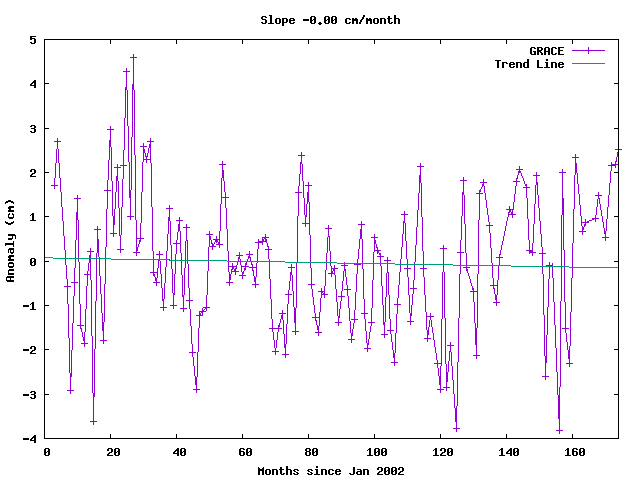 Slope -0.00 cm/month
GRACE
Trend Line
Anomaly (cm)
5
4
3
2
1
0
-1
-2
-3
-4
0 20 40 60 80 100 120 140 160
Months since Jan 2002